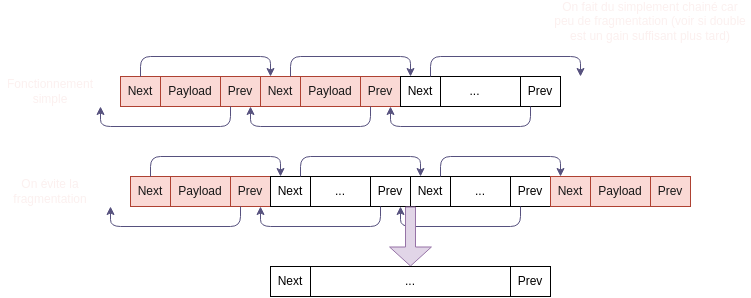 On fait du simplement chaîné car
peu de fragmentation (voir si double
est un gain suffisant plus tard)
Fonctionnement
simple
Next Payload Prev Next Payload Prev Next ... Prev
On évite la
fragmentation
Next Payload Prev Next ... Prev Next ... Prev Next Payload Prev
Next ... Prev